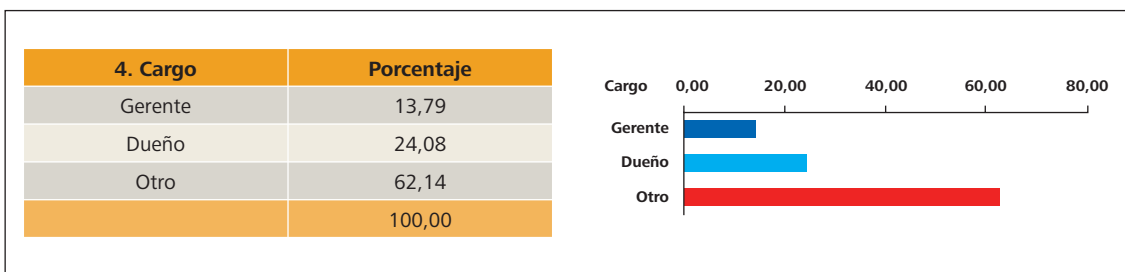 4. Cargo Porcentaje
Gerente 13,79
Dueño 24,08
Otro 62,14
100,00
Cargo 0,00 20,00 40,00 60,00 80,00
Gerente
Dueño
Otro